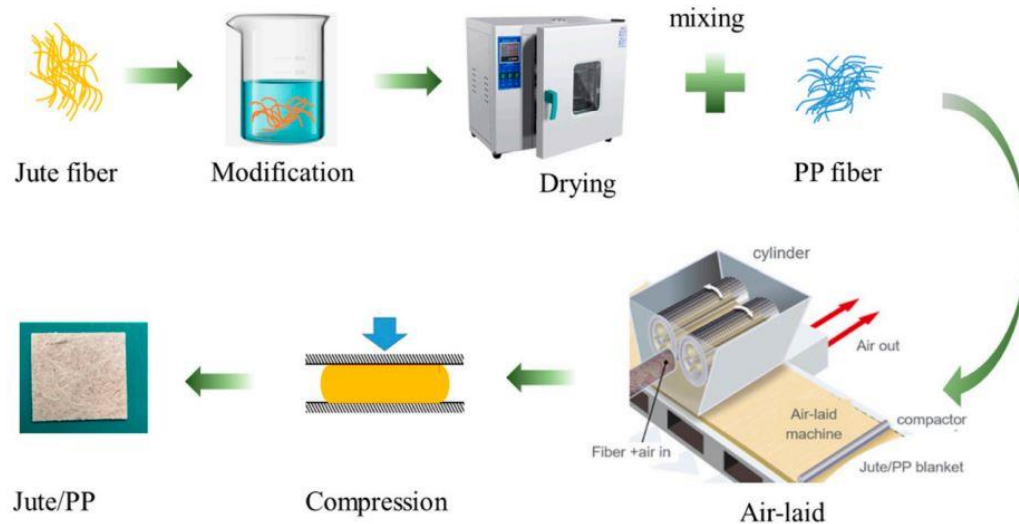 mixing
Jute fiber
Modification
Drying
PP fiber
cylinder
Air out
Air-laid
machine
compactor
Fiber +air in
Jute/PP blanket
Jute/PP
Compression
Air-laid